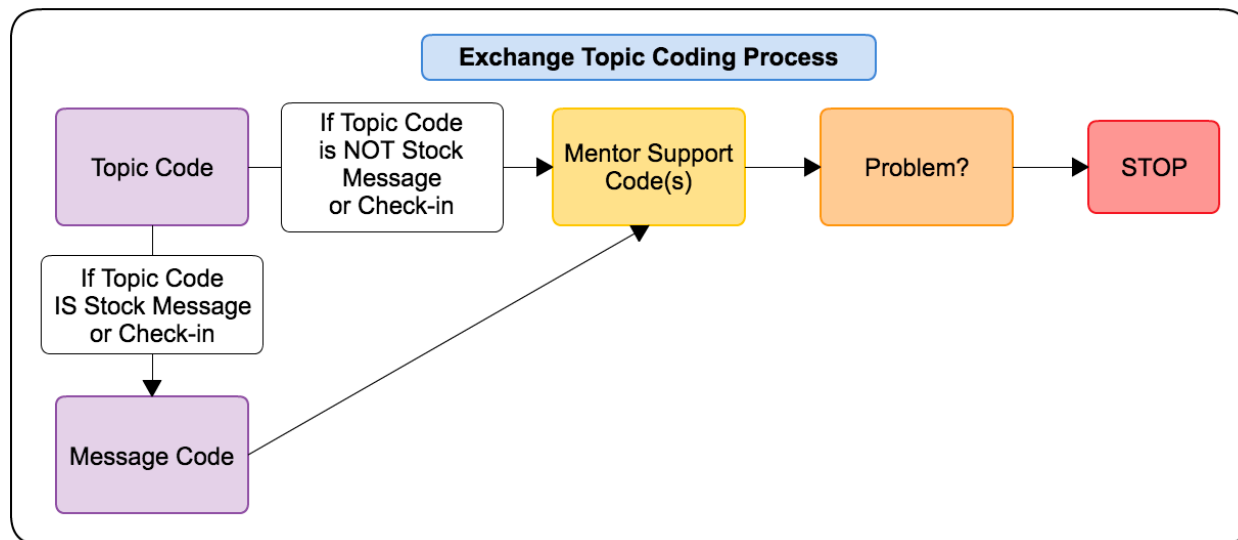 Exchange Topic Coding Process
Topic Code
If Topic Code
is NOT Stock
Message
or Check-in
Mentor Support
Code(s)
Problem?
STOP
If Topic Code
IS Stock Message
or Check-in
Message Code